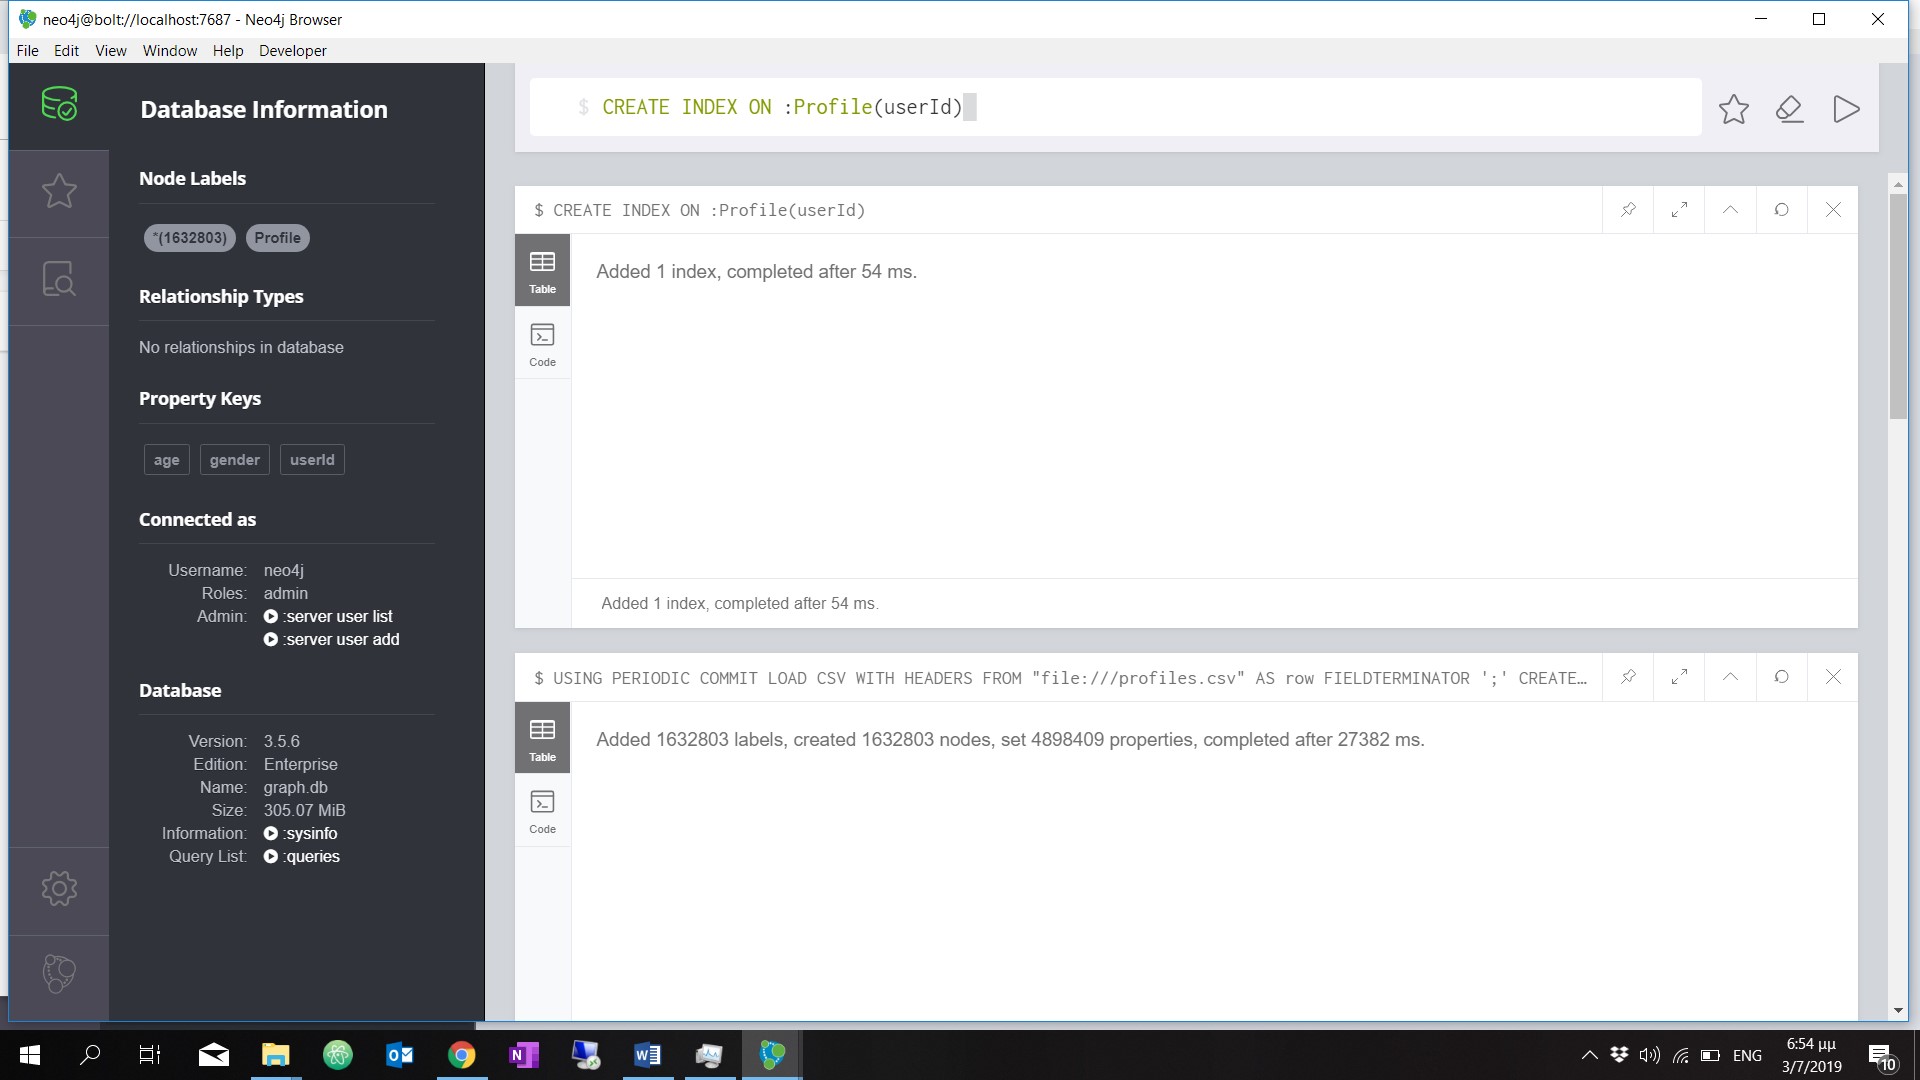 neo4j@bolt://localhost:7687 - Neo4j Browser
File Edit View Window Help Developer
Database Information
Node Labels
*(1632803) Profile
Relationship Types
No relationships in database
Property Keys
age gender userId
Connected as
Username: neo4j
Roles: admin
Admin: :server user list
:server user add
Database
Version: 3.5.6
Edition: Enterprise
Name: graph.db
Size: 305.07 MiB
Information: :sysinfo
Query List: :queries
$ CREATE INDEX ON :Profile(userId)
$ CREATE INDEX ON :Profile(userId)
Table
Code
Added 1 index, completed after 54 ms.
Added 1 index, completed after 54 ms.
$ USING PERIODIC COMMIT LOAD CSV WITH HEADERS FROM "file:///profiles.csv" AS row FIELDTERMINATOR ';' CREATE…
Table
Code
Added 1632803 labels, created 1632803 nodes, set 4898409 properties, completed after 27382 ms.
ENG
6:54 μμ
3/7/2019
10